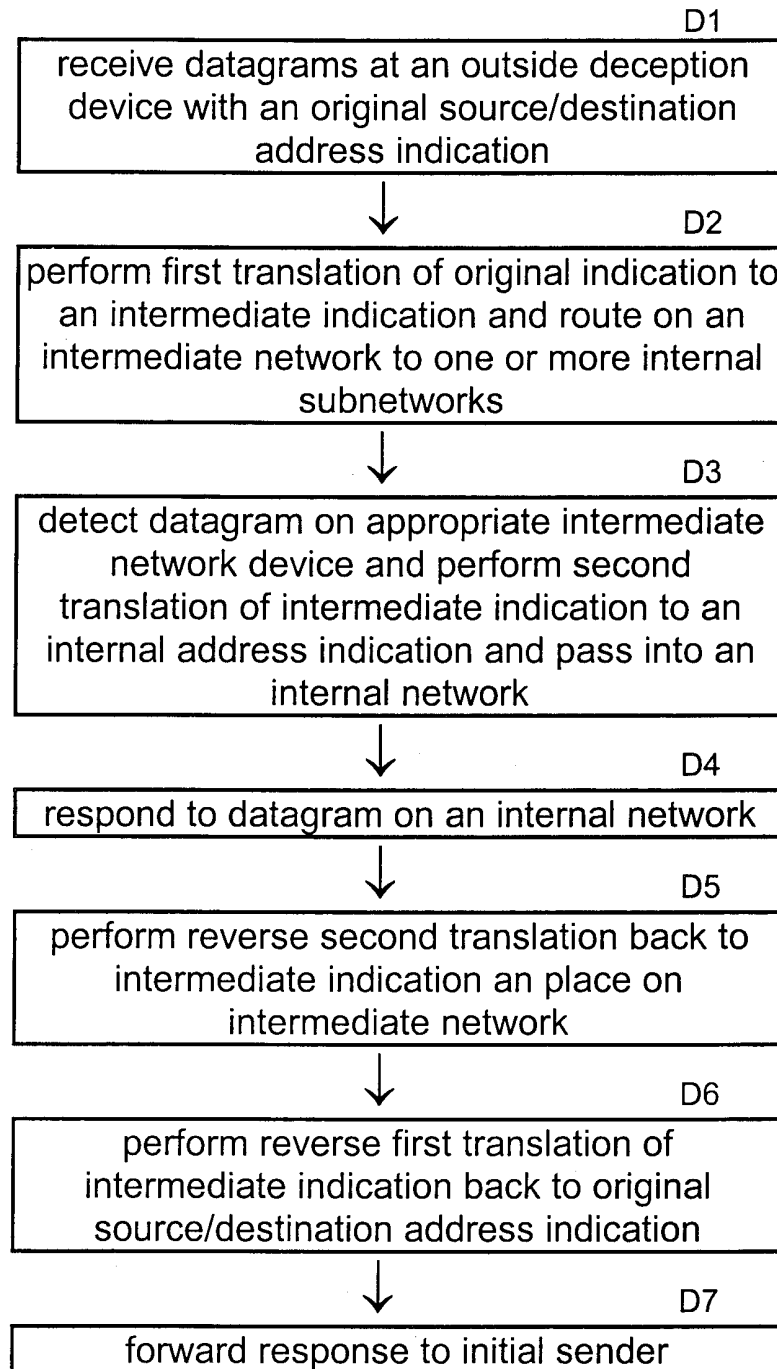 D1
receive datagrams at an outside deception
device with an original source/destination
address indication
D2
perform first translation of original indication to
an intermediate indication and route on an
intermediate network to one or more internal
subnetworks
D3
detect datagram on appropriate intermediate
network device and perform second
translation of intermediate indication to an
internal address indication and pass into an
internal network
D4
respond to datagram on an internal network
D5
perform reverse second translation back to
intermediate indication an place on
intermediate network
D6
perform reverse first translation of
intermediate indication back to original
source/destination address indication
D7
forward response to initial sender